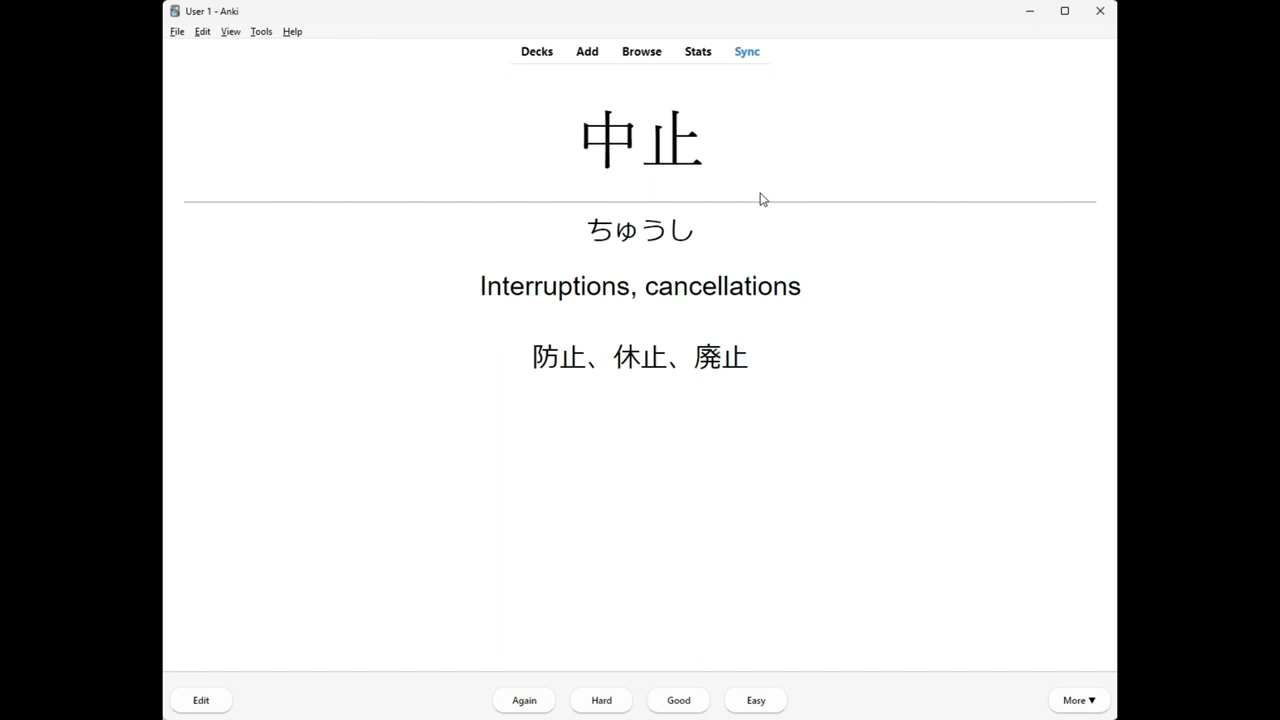 User 1 - Anki
File Edit View Tools Help
Decks Add Browse Stats Sync
中止
ちゅうし
Interruptions, cancellations
防止、休止、廃止
Edit Again Hard Good Easy More ▼